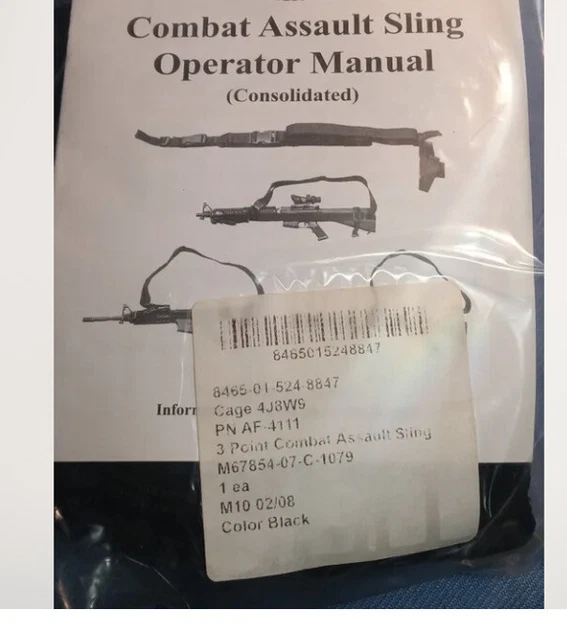 Combat Assault Sling
Operator Manual
(Consolidated)
8465015248847
8465-01-524-8847
Cage 4J8W9
Infor
PN AF-4111
3 Point Combat Assault Sling
M67854-07-C-1079
1 ea
M10 02/08
Color Black